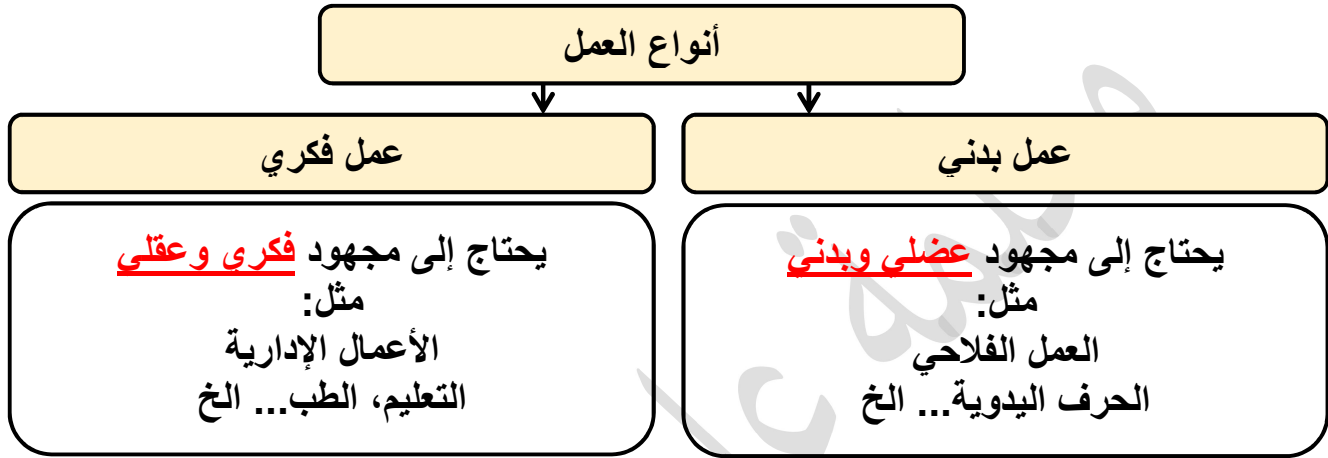 أنواع العمل
عمل بدني
يحتاج إلى مجهود عضلي وبدني
مثل:
العمل الفلاحي
الحرف اليدوية... الخ
عمل فكري
يحتاج إلى مجهود فكري وعقلي
مثل:
الأعمال الإدارية
التعليم، الطب... الخ